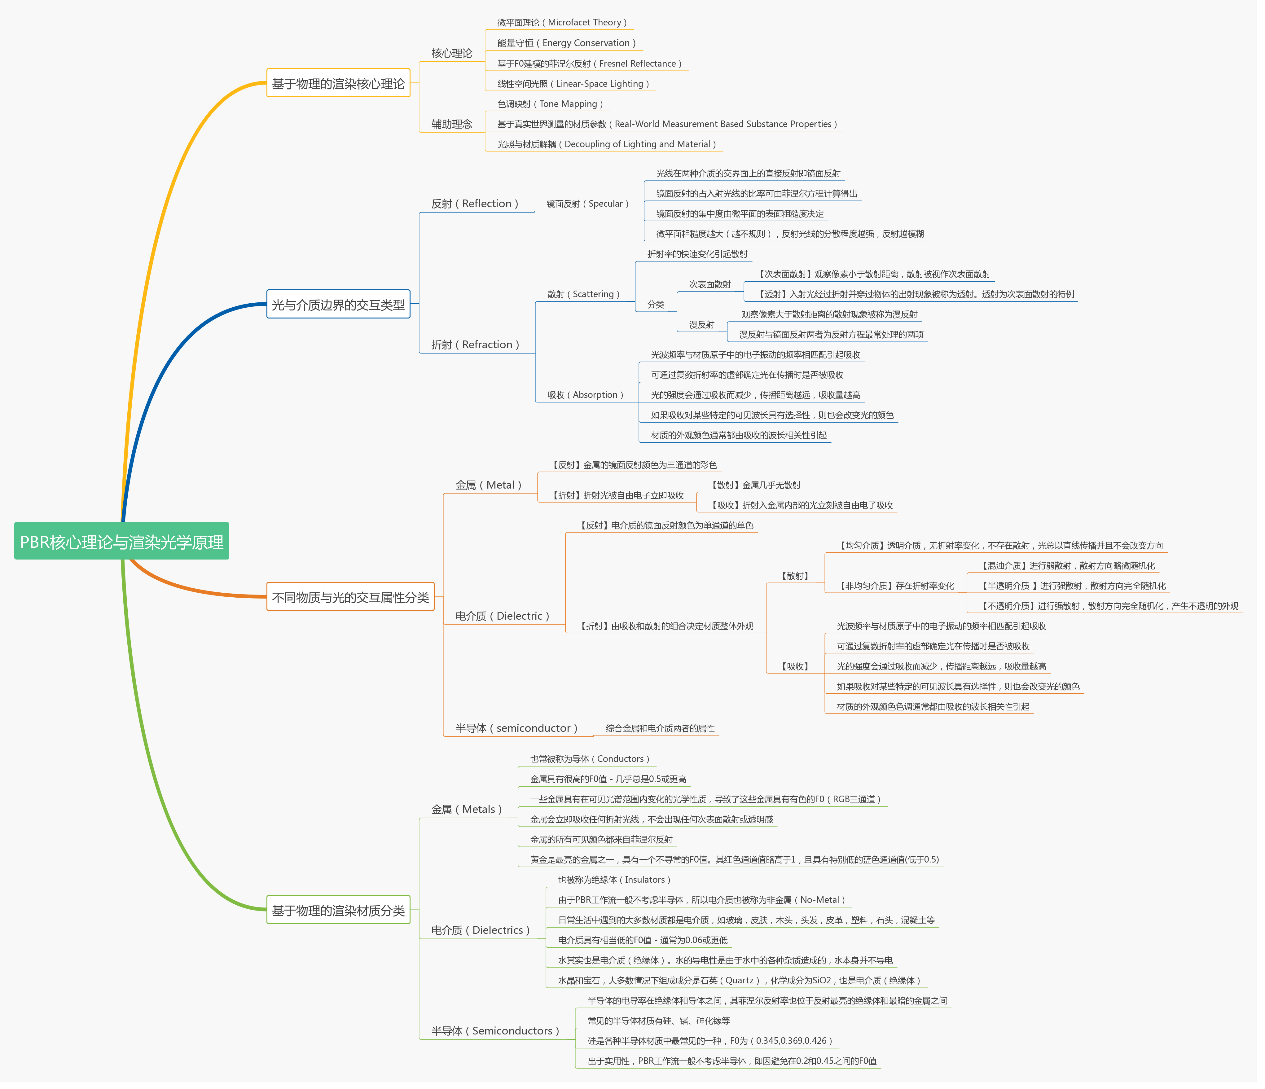 PBR核心理论与渲染光学原理
基于物理的渲染核心理论
核心理论
微平面理论（Microfacet Theory）
能量守恒（Energy Conservation）
基于F0建模的菲涅尔反射（Fresnel Reflectance）
线性空间光照（Linear-Space Lighting）
辅助理念
色调映射（Tone Mapping）
基于真实世界测量的材质参数（Real-World Measurement Based Substance Properties）
光照与材质解耦（Decoupling of Lighting and Material）
光与介质边界的交互类型
反射（Reflection）
镜面反射（Specular）
光线在两种介质的交界面上的直接反射即镜面反射
镜面反射的占入射光线的比率可由菲涅尔方程计算得出
镜面反射的集中度由微平面的表面粗糙度决定
微平面粗糙度越大（越不规则），反射光线的分散程度越强，反射越模糊
折射（Refraction）
散射（Scattering）
折射率的快速变化引起散射
分类
次表面散射
【次表面散射】观察像素小于散射距离，散射被视作次表面散射
【透射】入射光经过折射并穿过物体的出射现象被称为透射。透射为次表面散射的特例
漫反射
观察像素大于散射距离的散射现象被称为漫反射
漫反射与镜面反射两者为反射方程最常处理的两项
吸收（Absorption）
光波频率与材质原子中的电子振动的频率相匹配引起吸收
可通过复数折射率的虚部确定光在传播时是否被吸收
光的强度会通过吸收而减少，传播距离越远，吸收量越高
如果吸收对某些特定的可见波长具有选择性，则也会改变光的颜色
材质的外观颜色通常都由吸收的波长相关性引起
不同物质与光的交互属性分类
金属（Metal）
【反射】金属的镜面反射颜色为三通道的彩色
【折射】折射光被自由电子立即吸收
【散射】金属几乎无散射
【吸收】折射入金属内部的光立刻被自由电子吸收
电介质（Dielectric）
【反射】电介质的镜面反射颜色为单通道的单色
【折射】由吸收和散射的组合决定材质整体外观
【散射】
【均匀介质】透明介质，无折射率变化，不存在散射，光总以直线传播并且不会改变方向
【非均匀介质】存在折射率变化
【混浊介质】进行弱散射，散射方向略微随机化
【半透明介质 】进行强散射，散射方向完全随机化
【不透明介质】进行强散射，散射方向完全随机化，产生不透明的外观
【吸收】
光波频率与材质原子中的电子振动的频率相匹配引起吸收
可通过复数折射率的虚部确定光在传播时是否被吸收
光的强度会通过吸收而减少，传播距离越远，吸收量越高
如果吸收对某些特定的可见波长具有选择性，则也会改变光的颜色
材质的外观颜色色调通常都由吸收的波长相关性引起
半导体（semiconductor）
综合金属和电介质两者的属性
基于物理的渲染材质分类
金属（Metals）
也常被称为导体（Conductors）
金属具有很高的F0值 - 几乎总是0.5或更高
一些金属具有在可见光谱范围内变化的光学性质，导致了这些金属具有有色的F0（RGB三通道）
金属会立即吸收任何折射光线，不会出现任何次表面散射或透明感
金属的所有可见颜色都来自菲涅尔反射
黄金是最亮的金属之一，具有一个不寻常的F0值。其红色通道值略高于1，且具有特别低的蓝色通道值(低于0.5)
电介质（Dielectrics）
也被称为绝缘体（Insulators）
由于PBR工作流一般不考虑半导体，所以电介质也被称为非金属（No-Metal）
日常生活中遇到的大多数材质都是电介质，如玻璃，皮肤，木头，头发，皮革，塑料，石头，混凝土等
电介质具有相当低的F0值 - 通常为0.06或更低
水其实也是电介质（绝缘体）。水的导电性是由于水中的各种杂质造成的，水本身并不导电
水晶和宝石，大多数情况下组成成分是石英（Quartz），化学成分为SiO2，也是电介质（绝缘体）
半导体（Semiconductors）
半导体的电导率在绝缘体和导体之间，其菲涅尔反射率也位于反射最亮的绝缘体和最暗的金属之间
常见的半导体材质有硅、锗、砷化镓等
硅是各种半导体材质中最常见的一种，F0为（0.345,0.369,0.426）
出于实用性，PBR工作流一般不考虑半导体，即因避免在0.2和0.45之间的F0值